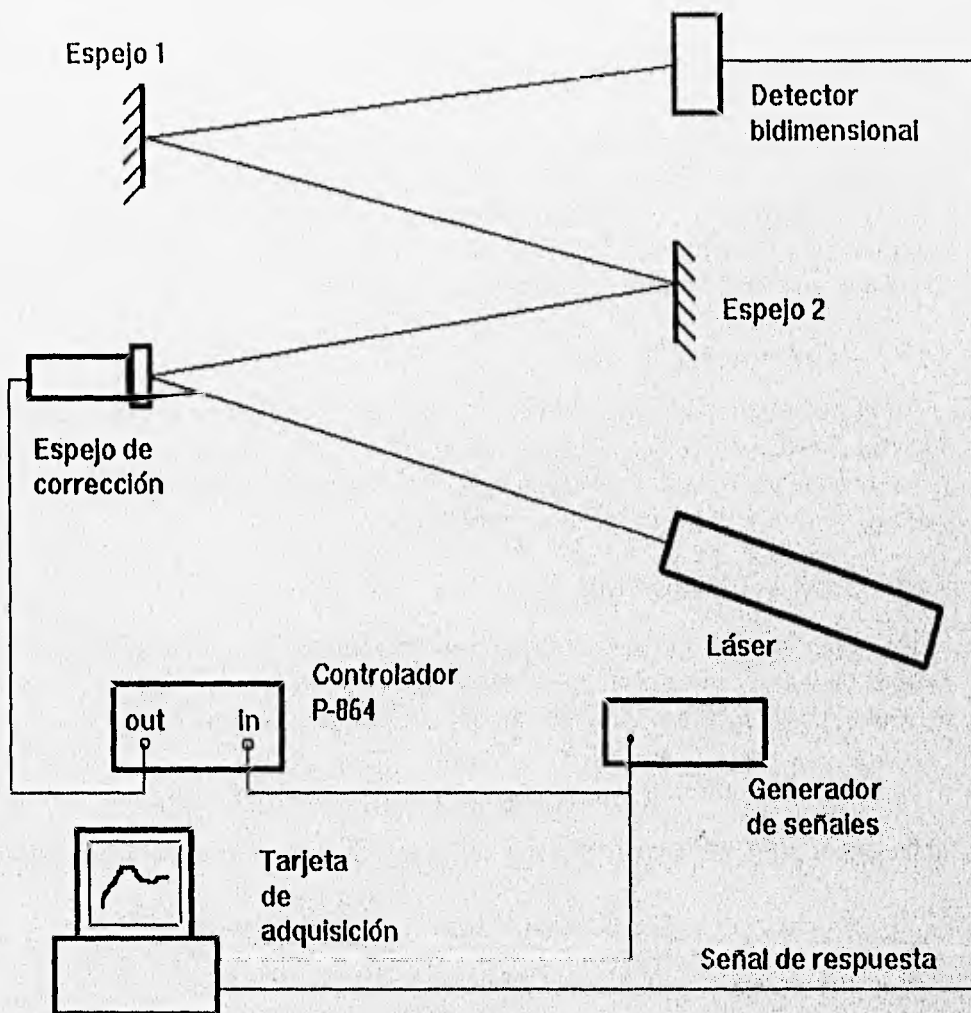 Espejo 1
Detector
bidimensional
Espejo 2
Espejo de
corrección
Láser
Controlador
P-864
out in
Generador
de señales
Tarjeta
de
adquisición
Señal de respuesta